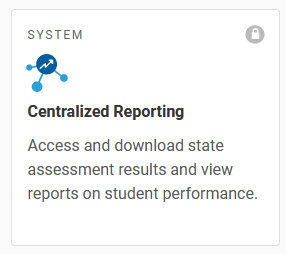 SYSTEM
Centralized Reporting
Access and download state
assessment results and view
reports on student performance.